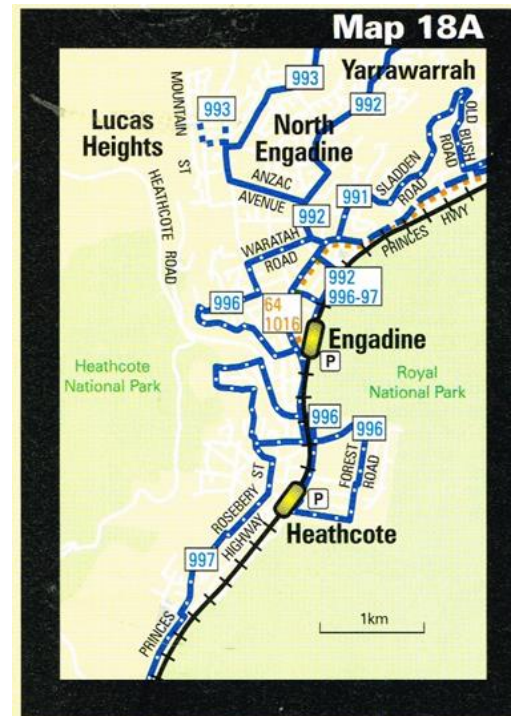 Map 18A
Yarrawarrah
993
992
MOUNTAIN ST
993
Lucas
Heights
North
Engadine
OLD BUSH ROAD
SLADDEN ROAD
ANZAC
AVENUE
991
HEATHCOTE ROAD
992
PRINCES HWY
WARATAH
ROAD
992
996-97
996
64
1016
Engadine
P
Heathcote
National Park
Royal
National Park
996
996
FOREST ROAD
ROSEBERY ST
P
Heathcote
997
PRINCES HIGHWAY
1km